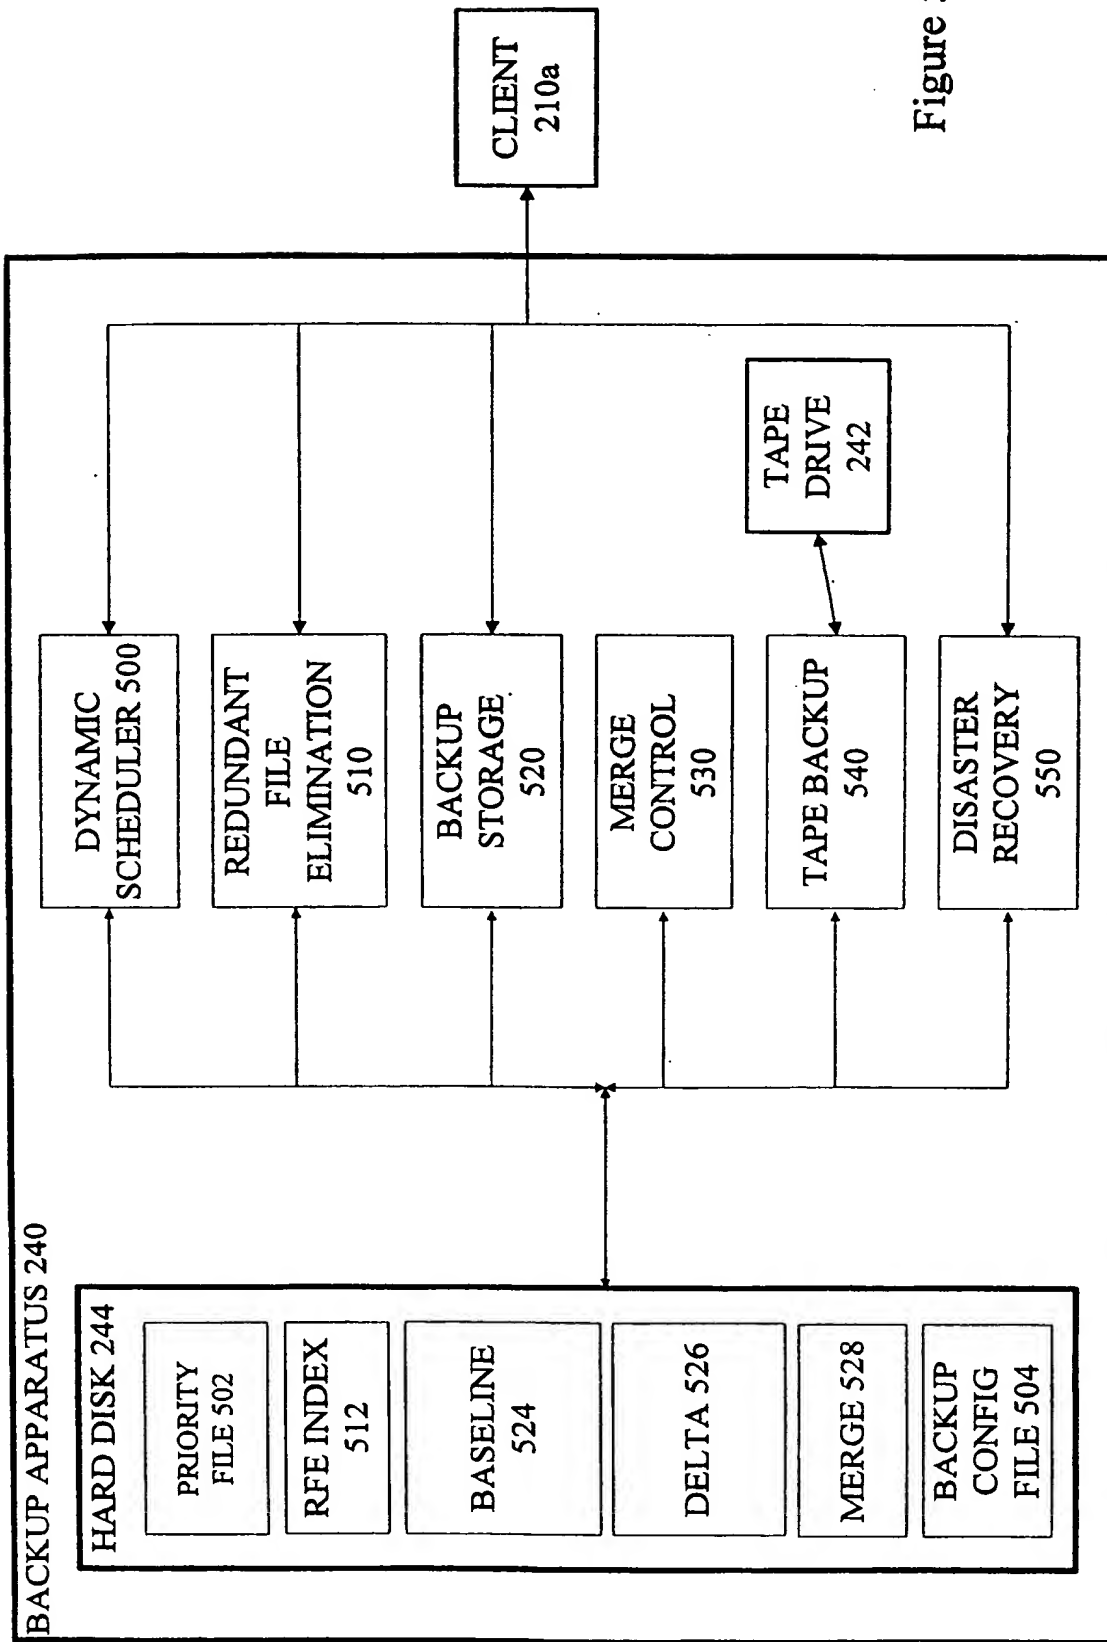 BACKUP APPARATUS 240
HARD DISK 244
PRIORITY
FILE 502
RFE INDEX
512
BASELINE
524
DELTA 526
MERGE 528
BACKUP
CONFIG
FILE 504
DYNAMIC
SCHEDULER 500
REDUNDANT
FILE
ELIMINATION
510
BACKUP
STORAGE
520
MERGE
CONTROL
530
TAPE BACKUP
540
DISASTER
RECOVERY
550
TAPE
DRIVE
242
CLIENT
210a
Figure